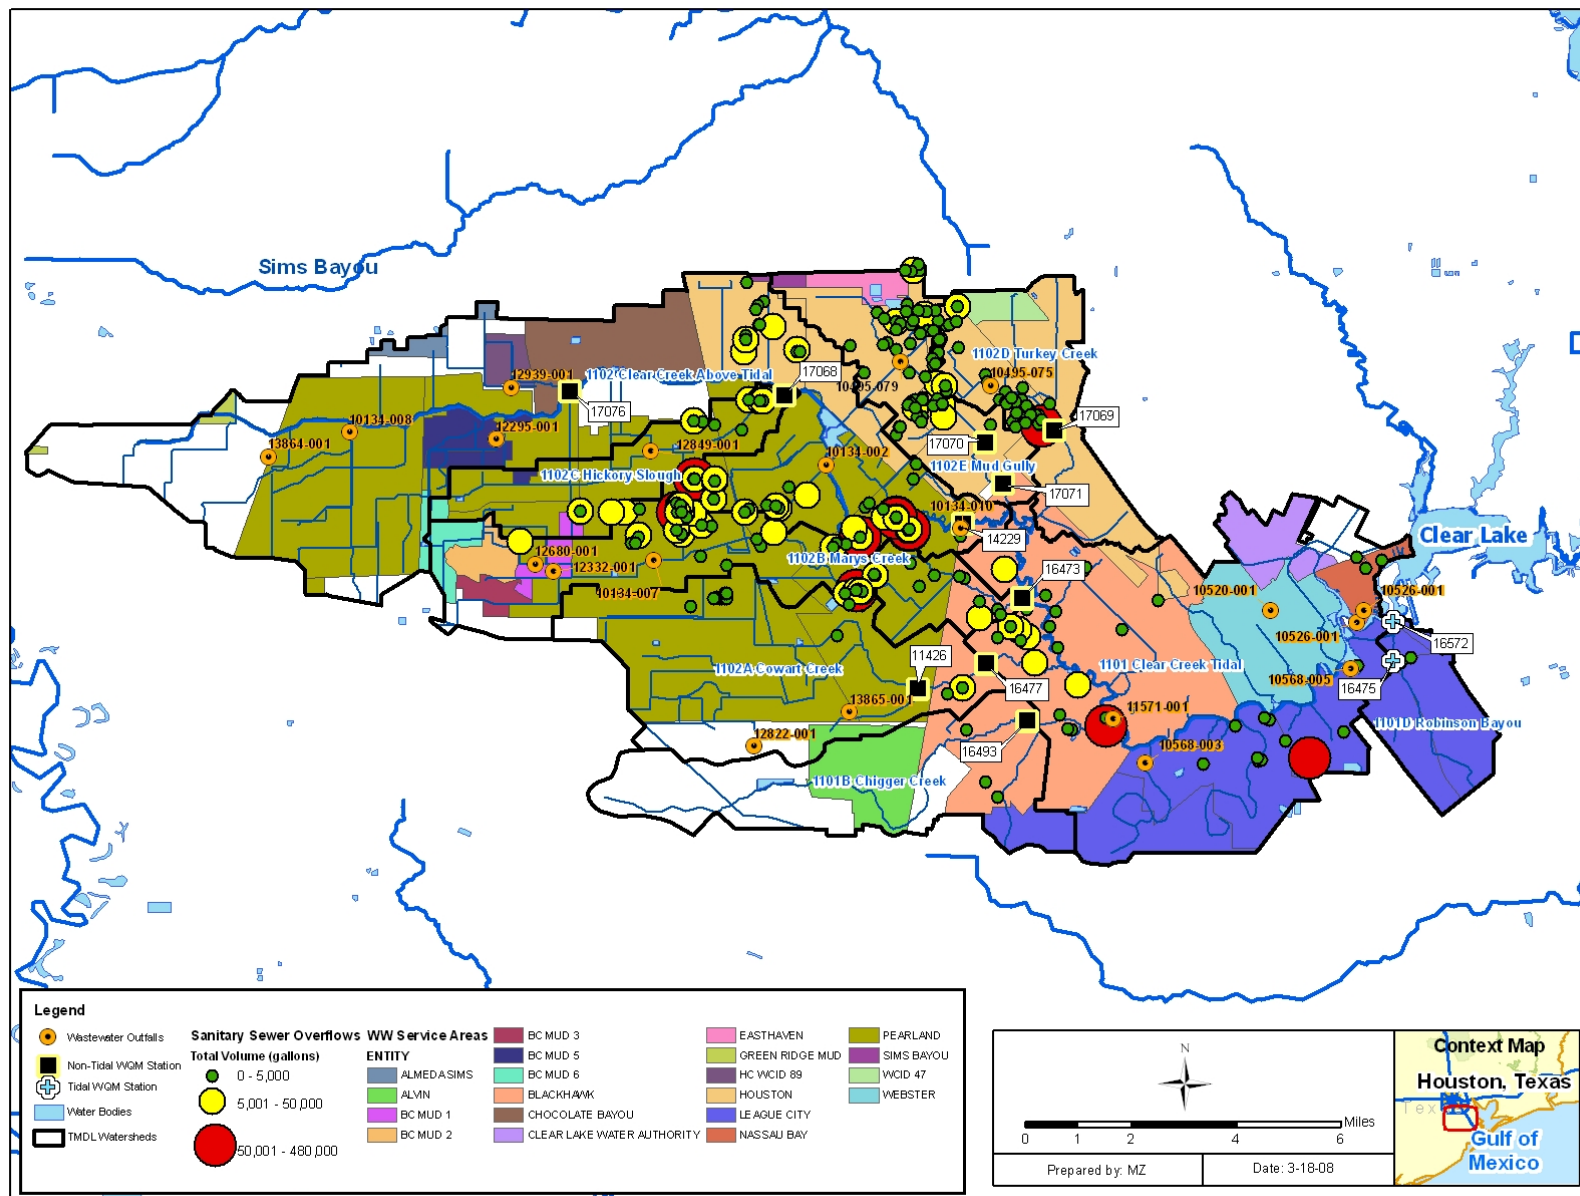 Sims Bayou
1102D Turkey Creek
17068
1102 Clear Creek Above Tidal
12939-001
10495-079
10495-075
17076
17069
10134-008
12295-001
13864-001
12849-001
17070
10134-002
1102E Mud Gully
1102C Hickory Slough
17071
10134-010
14229
Clear Lake
12680-001
1102B Marys Creek
12332-001
16473
10134-007
10520-001
10526-001
10526-001
16572
11426
1102A Cowart Creek
1101 Clear Creek Tidal
10568-005
16477
16475
13865-001
11571-001
1101D Robinson Bayou
12822-001
16493
10568-003
1101B Chigger Creek
Legend
Wastewater Outfalls
Non-Tidal WQM Station
Tidal WQM Station
Water Bodies
TMDL Watersheds
Sanitary Sewer Overflows
Total Volume (gallons)
0 - 5,000
5,001 - 50,000
50,001 - 480,000
WW Service Areas
ENTITY
ALMEDA SIMS
ALVIN
BC MUD 1
BC MUD 2
BC MUD 3
BC MUD 5
BC MUD 6
BLACKHAWK
CHOCOLATE BAYOU
CLEAR LAKE WATER AUTHORITY
EASTHAVEN
GREEN RIDGE MUD
HC WCID 89
HOUSTON
LEAGUE CITY
NASSAU BAY
PEARLAND
SIMS BAYOU
WCID 47
WEBSTER
N
Miles
0 1 2 4 6
Prepared by: MZ
Date: 3-18-08
Context Map
Houston, Texas
Gulf of
Mexico